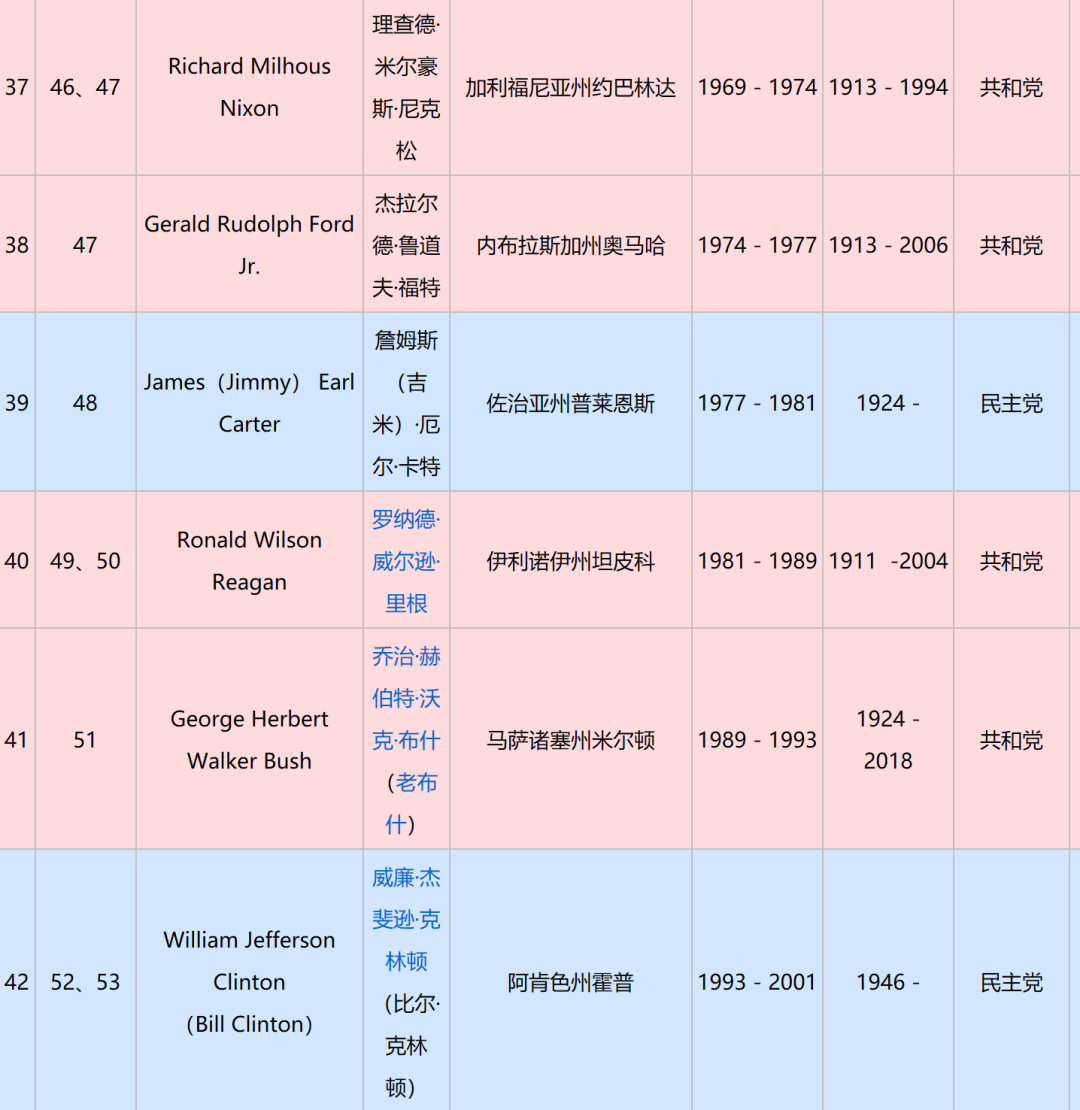 37
46、47
Richard Milhous
Nixon
理查德·
米尔豪
斯·尼克
松
加利福尼亚州约巴林达
1969 - 1974
1913 - 1994
共和党
38
47
Gerald Rudolph Ford
Jr.
杰拉尔
德·鲁道
夫·福特
内布拉斯加州奥马哈
1974 - 1977
1913 - 2006
共和党
39
48
James（Jimmy） Earl
Carter
詹姆斯
（吉
米）·厄
尔·卡特
佐治亚州普莱恩斯
1977 - 1981
1924 -
民主党
40
49、50
Ronald Wilson
Reagan
罗纳德·
威尔逊·
里根
伊利诺伊州坦皮科
1981 - 1989
1911 -2004
共和党
41
51
George Herbert
Walker Bush
乔治·赫
伯特·沃
克·布什
（老布
什）
马萨诸塞州米尔顿
1989 - 1993
1924 -
2018
共和党
42
52、53
William Jefferson
Clinton
（Bill Clinton）
威廉·杰
斐逊·克
林顿
（比尔·
克林
顿）
阿肯色州霍普
1993 - 2001
1946 -
民主党